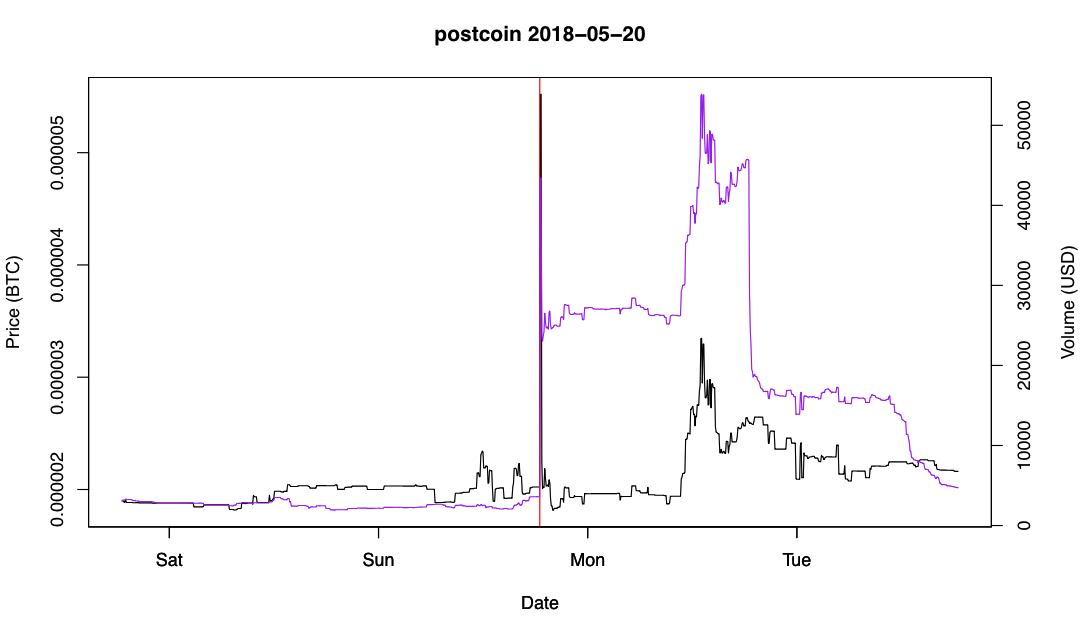 postcoin 2018−05−20
0.000005
0.000004
0.000003
0.000002
Price (BTC)
50000
40000
30000
20000
10000
0
Volume (USD)
Sat Sun Mon Tue
Date